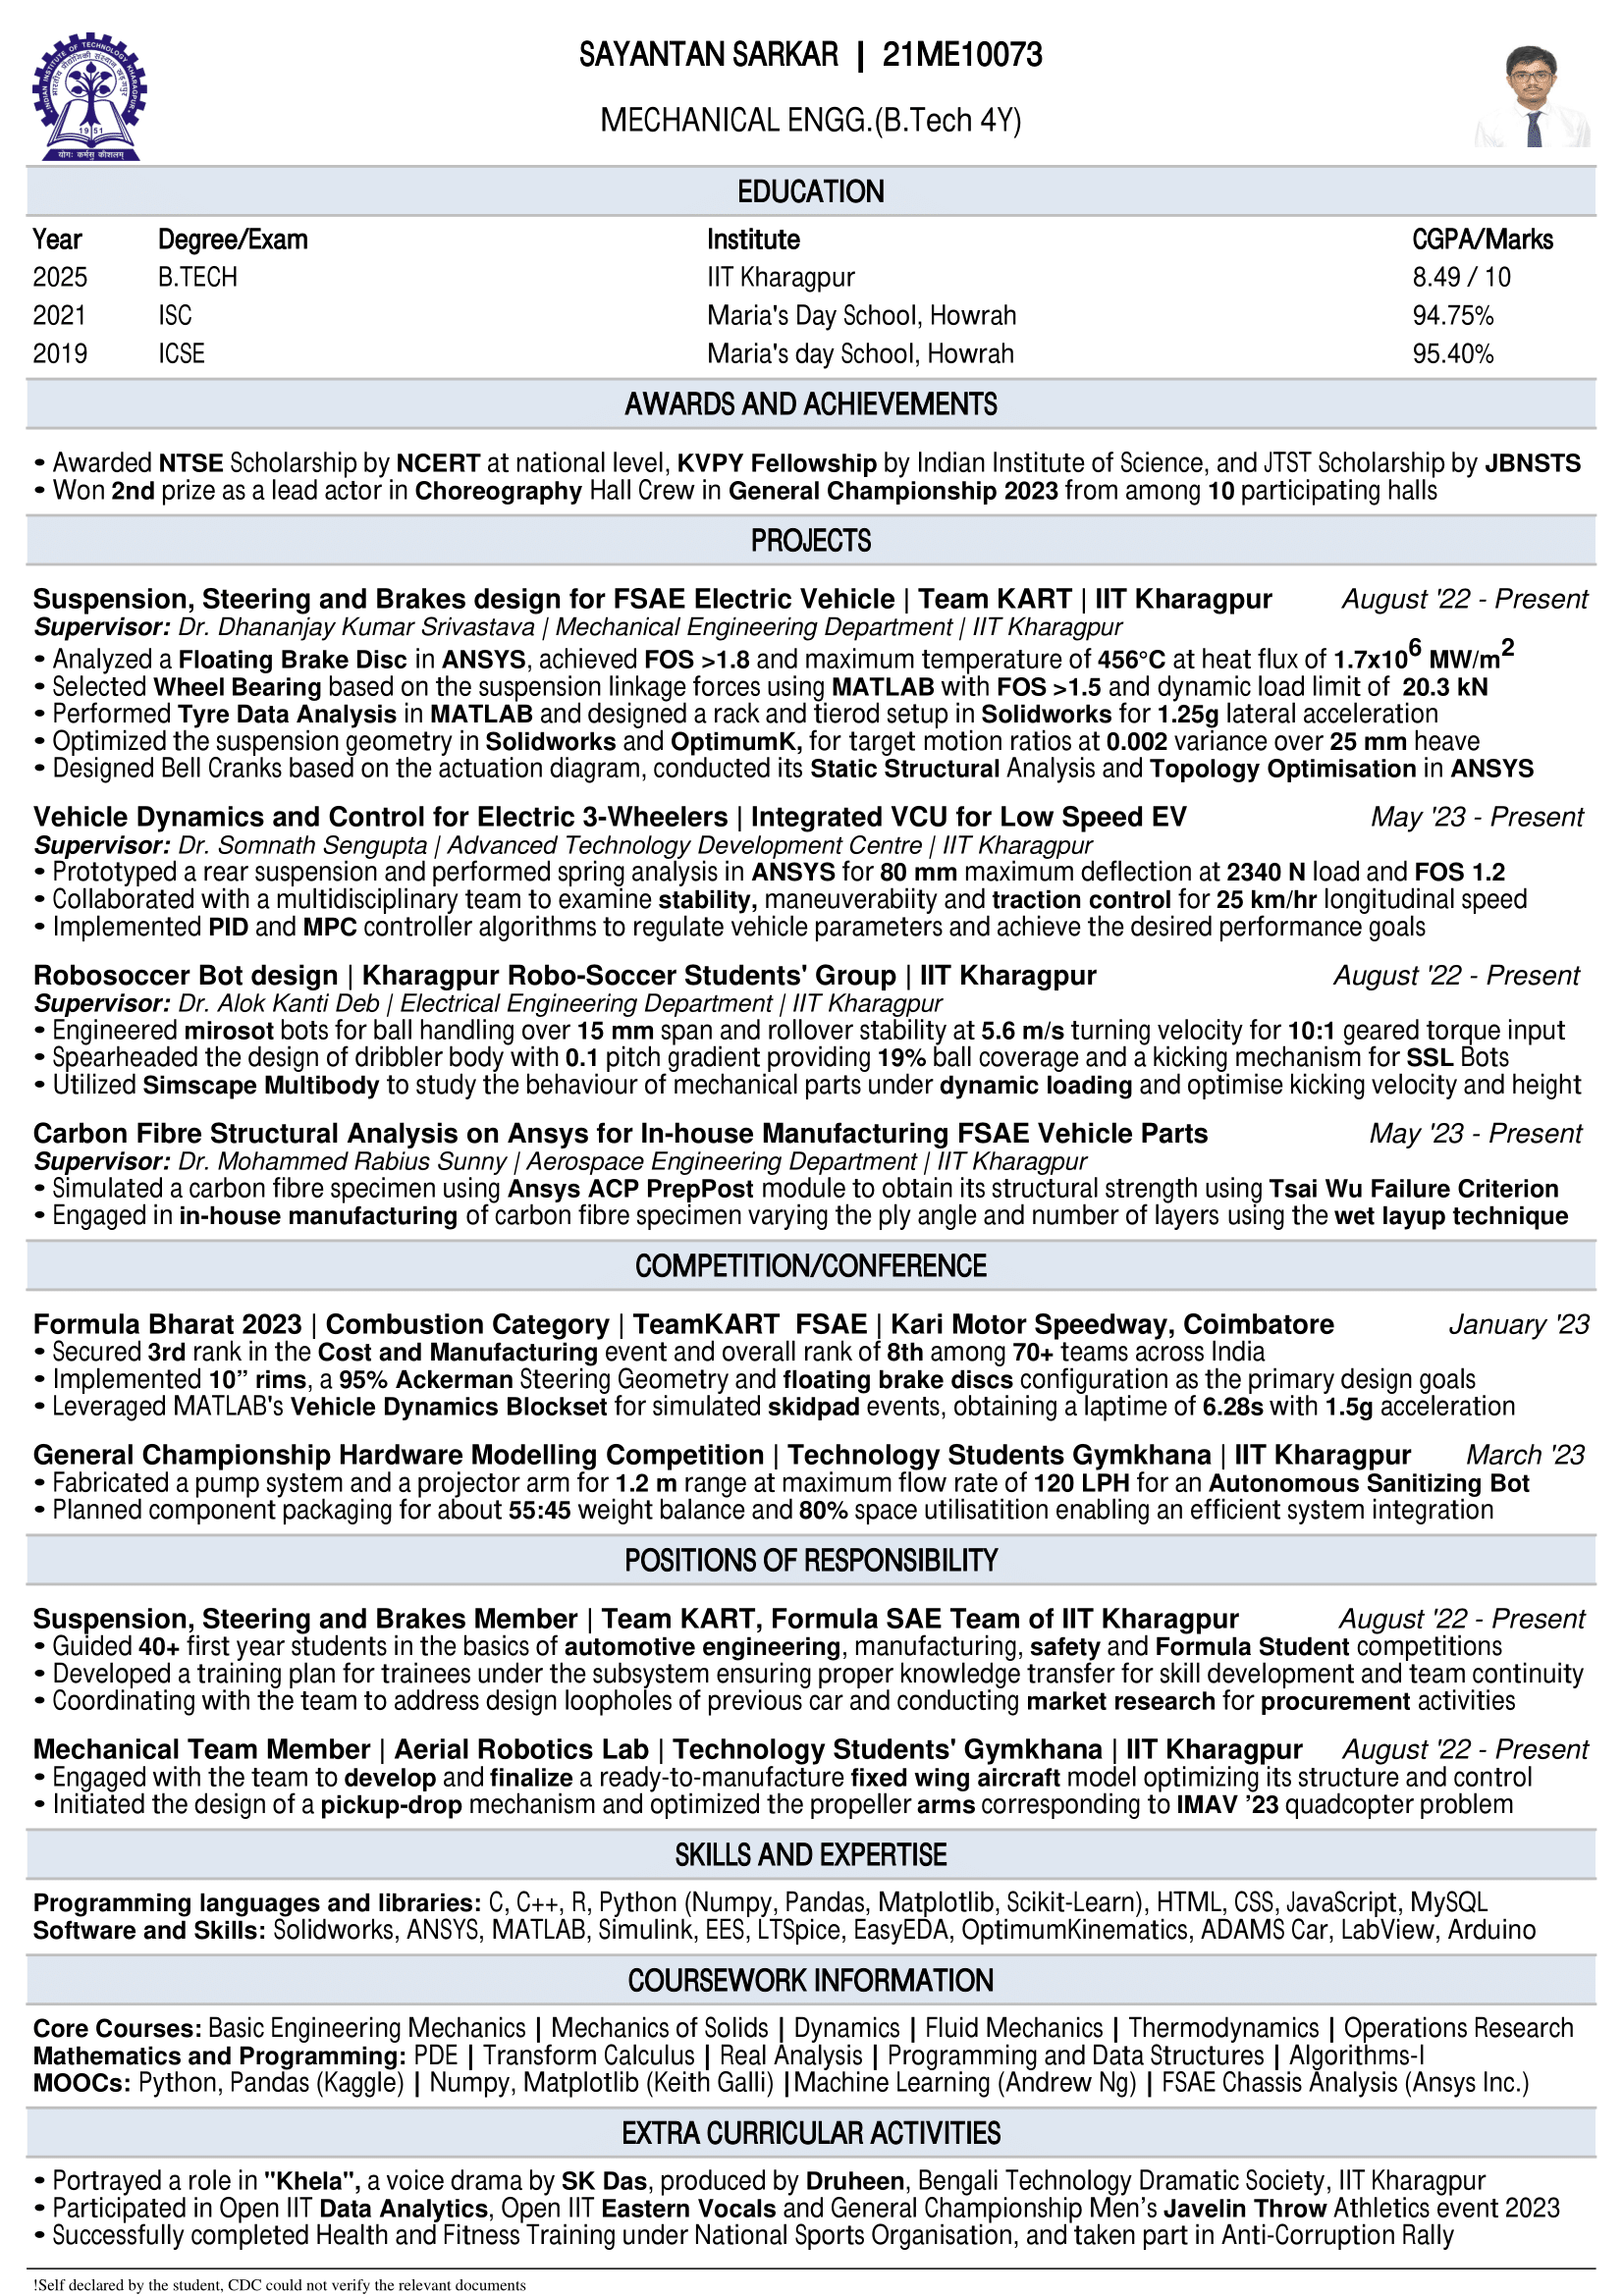 INDIAN INSTITUTE OF TECHNOLOGY KHARAGPUR
भारतीय प्रौद्योगिकी संस्थान खड़गपुर
1951
योगः कर्मसु कौशलम्
SAYANTAN SARKAR | 21ME10073
MECHANICAL ENGG.(B.Tech 4Y)
EDUCATION
Year Degree/Exam Institute CGPA/Marks
2025 B.TECH IIT Kharagpur 8.49 / 10
2021 ISC Maria's Day School, Howrah 94.75%
2019 ICSE Maria's day School, Howrah 95.40%
AWARDS AND ACHIEVEMENTS
• Awarded NTSE Scholarship by NCERT at national level, KVPY Fellowship by Indian Institute of Science, and JTST Scholarship by JBNSTS
• Won 2nd prize as a lead actor in Choreography Hall Crew in General Championship 2023 from among 10 participating halls
PROJECTS
Suspension, Steering and Brakes design for FSAE Electric Vehicle | Team KART | IIT Kharagpur August '22 - Present
Supervisor: Dr. Dhananjay Kumar Srivastava | Mechanical Engineering Department | IIT Kharagpur
• Analyzed a Floating Brake Disc in ANSYS, achieved FOS >1.8 and maximum temperature of 456°C at heat flux of 1.7x10⁶ MW/m²
• Selected Wheel Bearing based on the suspension linkage forces using MATLAB with FOS >1.5 and dynamic load limit of 20.3 kN
• Performed Tyre Data Analysis in MATLAB and designed a rack and tierod setup in Solidworks for 1.25g lateral acceleration
• Optimized the suspension geometry in Solidworks and OptimumK, for target motion ratios at 0.002 variance over 25 mm heave
• Designed Bell Cranks based on the actuation diagram, conducted its Static Structural Analysis and Topology Optimisation in ANSYS
Vehicle Dynamics and Control for Electric 3-Wheelers | Integrated VCU for Low Speed EV May '23 - Present
Supervisor: Dr. Somnath Sengupta | Advanced Technology Development Centre | IIT Kharagpur
• Prototyped a rear suspension and performed spring analysis in ANSYS for 80 mm maximum deflection at 2340 N load and FOS 1.2
• Collaborated with a multidisciplinary team to examine stability, maneuverabiity and traction control for 25 km/hr longitudinal speed
• Implemented PID and MPC controller algorithms to regulate vehicle parameters and achieve the desired performance goals
Robosoccer Bot design | Kharagpur Robo-Soccer Students' Group | IIT Kharagpur August '22 - Present
Supervisor: Dr. Alok Kanti Deb | Electrical Engineering Department | IIT Kharagpur
• Engineered mirosot bots for ball handling over 15 mm span and rollover stability at 5.6 m/s turning velocity for 10:1 geared torque input
• Spearheaded the design of dribbler body with 0.1 pitch gradient providing 19% ball coverage and a kicking mechanism for SSL Bots
• Utilized Simscape Multibody to study the behaviour of mechanical parts under dynamic loading and optimise kicking velocity and height
Carbon Fibre Structural Analysis on Ansys for In-house Manufacturing FSAE Vehicle Parts May '23 - Present
Supervisor: Dr. Mohammed Rabius Sunny | Aerospace Engineering Department | IIT Kharagpur
• Simulated a carbon fibre specimen using Ansys ACP PrepPost module to obtain its structural strength using Tsai Wu Failure Criterion
• Engaged in in-house manufacturing of carbon fibre specimen varying the ply angle and number of layers using the wet layup technique
COMPETITION/CONFERENCE
Formula Bharat 2023 | Combustion Category | TeamKART FSAE | Kari Motor Speedway, Coimbatore January '23
• Secured 3rd rank in the Cost and Manufacturing event and overall rank of 8th among 70+ teams across India
• Implemented 10” rims, a 95% Ackerman Steering Geometry and floating brake discs configuration as the primary design goals
• Leveraged MATLAB's Vehicle Dynamics Blockset for simulated skidpad events, obtaining a laptime of 6.28s with 1.5g acceleration
General Championship Hardware Modelling Competition | Technology Students Gymkhana | IIT Kharagpur March '23
• Fabricated a pump system and a projector arm for 1.2 m range at maximum flow rate of 120 LPH for an Autonomous Sanitizing Bot
• Planned component packaging for about 55:45 weight balance and 80% space utilisatition enabling an efficient system integration
POSITIONS OF RESPONSIBILITY
Suspension, Steering and Brakes Member | Team KART, Formula SAE Team of IIT Kharagpur August '22 - Present
• Guided 40+ first year students in the basics of automotive engineering, manufacturing, safety and Formula Student competitions
• Developed a training plan for trainees under the subsystem ensuring proper knowledge transfer for skill development and team continuity
• Coordinating with the team to address design loopholes of previous car and conducting market research for procurement activities
Mechanical Team Member | Aerial Robotics Lab | Technology Students' Gymkhana | IIT Kharagpur August '22 - Present
• Engaged with the team to develop and finalize a ready-to-manufacture fixed wing aircraft model optimizing its structure and control
• Initiated the design of a pickup-drop mechanism and optimized the propeller arms corresponding to IMAV ’23 quadcopter problem
SKILLS AND EXPERTISE
Programming languages and libraries: C, C++, R, Python (Numpy, Pandas, Matplotlib, Scikit-Learn), HTML, CSS, JavaScript, MySQL
Software and Skills: Solidworks, ANSYS, MATLAB, Simulink, EES, LTSpice, EasyEDA, OptimumKinematics, ADAMS Car, LabView, Arduino
COURSEWORK INFORMATION
Core Courses: Basic Engineering Mechanics | Mechanics of Solids | Dynamics | Fluid Mechanics | Thermodynamics | Operations Research
Mathematics and Programming: PDE | Transform Calculus | Real Analysis | Programming and Data Structures | Algorithms-I
MOOCs: Python, Pandas (Kaggle) | Numpy, Matplotlib (Keith Galli) |Machine Learning (Andrew Ng) | FSAE Chassis Analysis (Ansys Inc.)
EXTRA CURRICULAR ACTIVITIES
• Portrayed a role in "Khela", a voice drama by SK Das, produced by Druheen, Bengali Technology Dramatic Society, IIT Kharagpur
• Participated in Open IIT Data Analytics, Open IIT Eastern Vocals and General Championship Men’s Javelin Throw Athletics event 2023
• Successfully completed Health and Fitness Training under National Sports Organisation, and taken part in Anti-Corruption Rally
!Self declared by the student, CDC could not verify the relevant documents